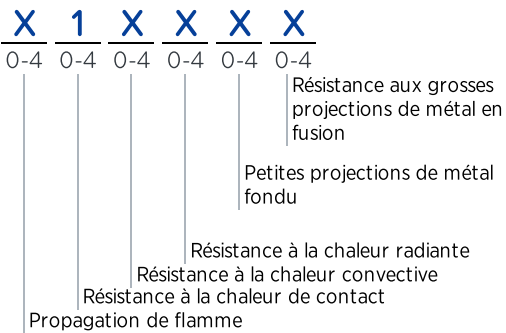 X 1 X X X X
0-4 0-4 0-4 0-4 0-4 0-4
Résistance aux grosses
projections de métal en
fusion
Petites projections de métal
fondu
Résistance à la chaleur radiante
Résistance à la chaleur convective
Résistance à la chaleur de contact
Propagation de flamme